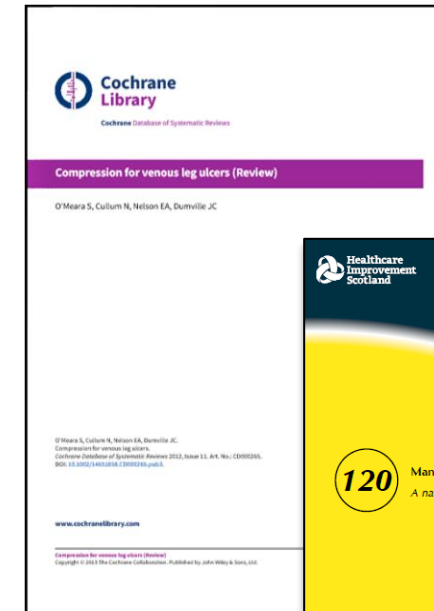 Cochrane
Library
Cochrane Database of Systematic Reviews
Compression for venous leg ulcers (Review)
O'Meara S, Cullum N, Nelson EA, Dumville JC
O'Meara S, Cullum N, Nelson EA, Dumville JC.
Compression for venous leg ulcers.
Cochrane Database of Systematic Reviews 2012, Issue 11. Art. No.: CD000265.
DOI: 10.1002/14651858.CD000265.pub3.
www.cochranelibrary.com
Compression for venous leg ulcers (Review)
Copyright © 2013 The Cochrane Collaboration. Published by John Wiley & Sons, Ltd.
Healthcare
Improvement
Scotland
120
Man
A na